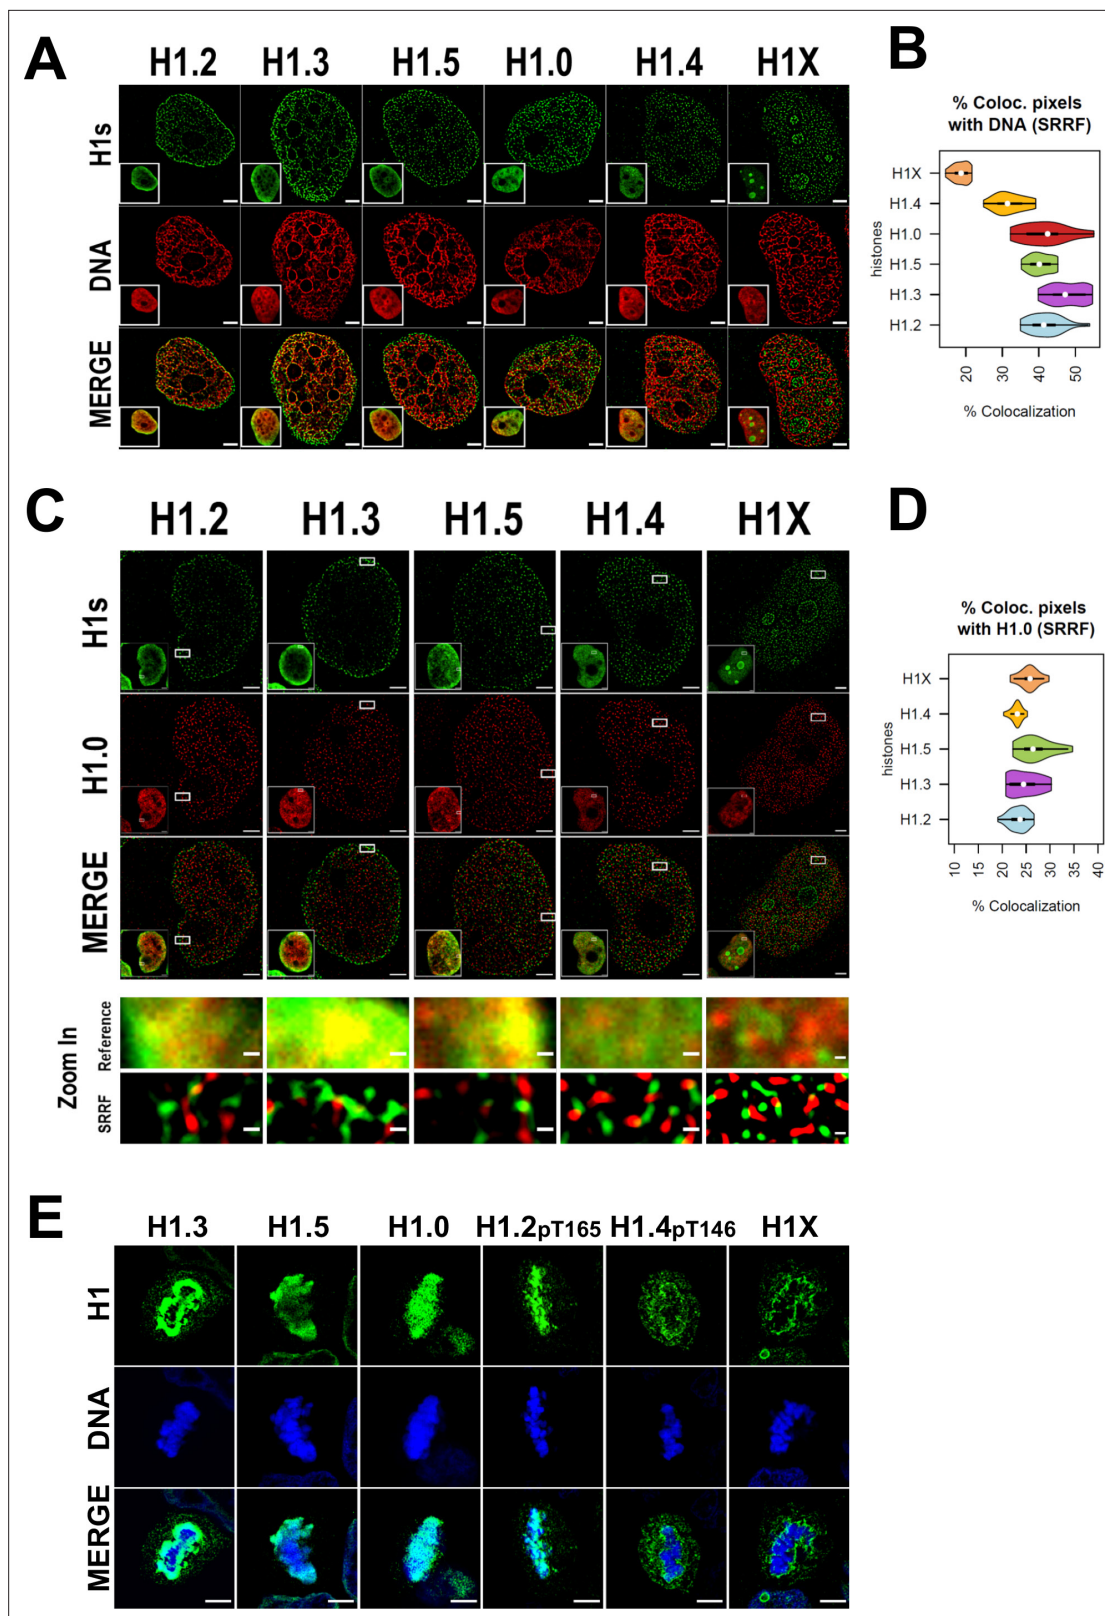 A
H1.2 H1.3 H1.5 H1.0 H1.4 H1X
H1s
DNA
MERGE
B
% Coloc. pixels
with DNA (SRRF)
histones
H1X
H1.4
H1.0
H1.5
H1.3
H1.2
20 40 50
% Colocalization
C
H1.2 H1.3 H1.5 H1.4 H1X
H1s
H1.0
MERGE
Zoom In
Reference
SRRF
D
% Coloc. pixels
with H1.0 (SRRF)
histones
H1X
H1.4
H1.5
H1.3
H1.2
10 20 25 30 35 40
% Colocalization
E
H1.3 H1.5 H1.0 H1.2pT165 H1.4pT146 H1X
H1
DNA
MERGE